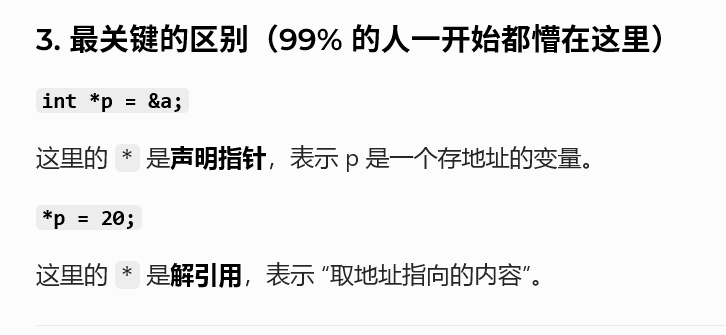 3. 最关键的区别（99% 的人一开始都懵在这里）
int *p = &a;
这里的 * 是声明指针，表示 p 是一个存地址的变量。
*p = 20;
这里的 * 是解引用，表示 “取地址指向的内容”。